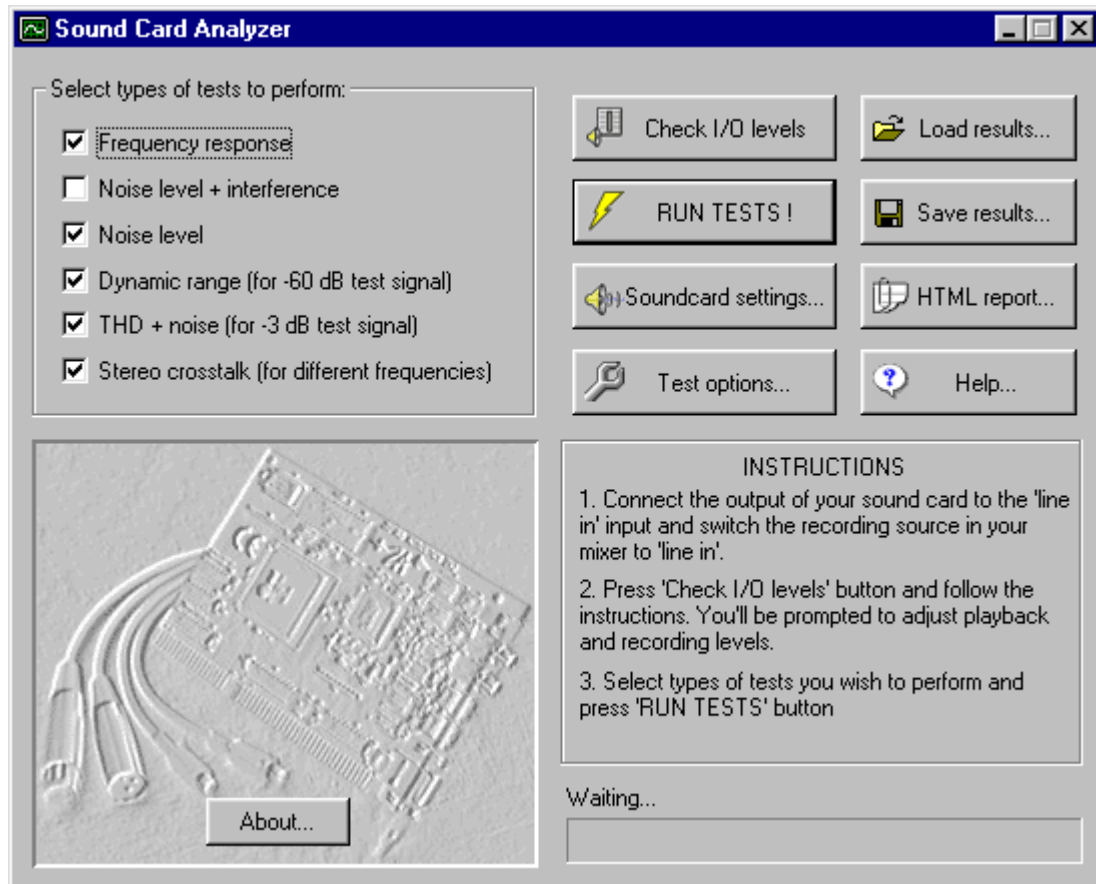 Sound Card Analyzer
Select types of tests to perform:
Frequency response
Noise level + interference
Noise level
Dynamic range (for -60 dB test signal)
THD + noise (for -3 dB test signal)
Stereo crosstalk (for different frequencies)
Check I/O levels
Load results...
RUN TESTS !
Save results...
Soundcard settings...
HTML report...
Test options...
Help...
About...
INSTRUCTIONS
1. Connect the output of your sound card to the 'line
in' input and switch the recording source in your
mixer to 'line in'.
2. Press 'Check I/O levels' button and follow the
instructions. You'll be prompted to adjust playback
and recording levels.
3. Select types of tests you wish to perform and
press 'RUN TESTS' button
Waiting...